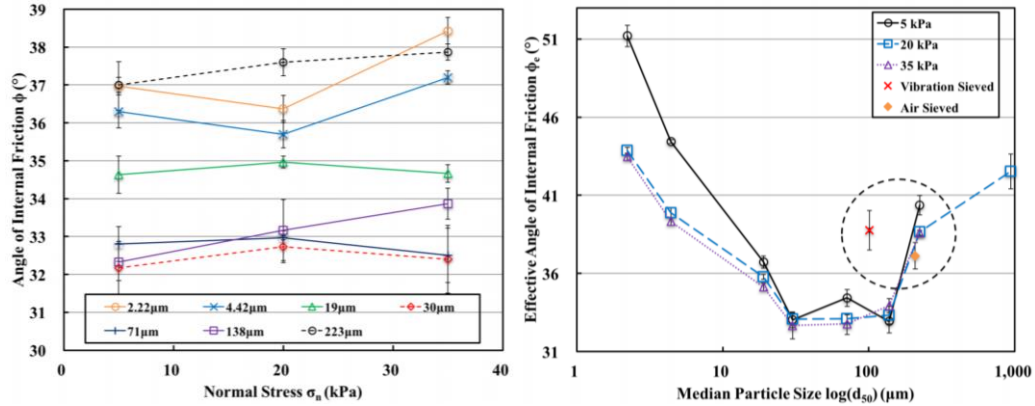 39
38
37
36
35
34
33
32
31
30
0 10 20 30 40
Angle of Internal Friction ϕ (°)
Normal Stress σn (kPa)
2.22µm 4.42µm 19µm 30µm
71µm 138µm 223µm
51
46
41
36
31
1 10 100 1,000
Effective Angle of Internal Friction ϕe (°)
Median Particle Size log(d50) (µm)
5 kPa
20 kPa
35 kPa
Vibration Sieved
Air Sieved